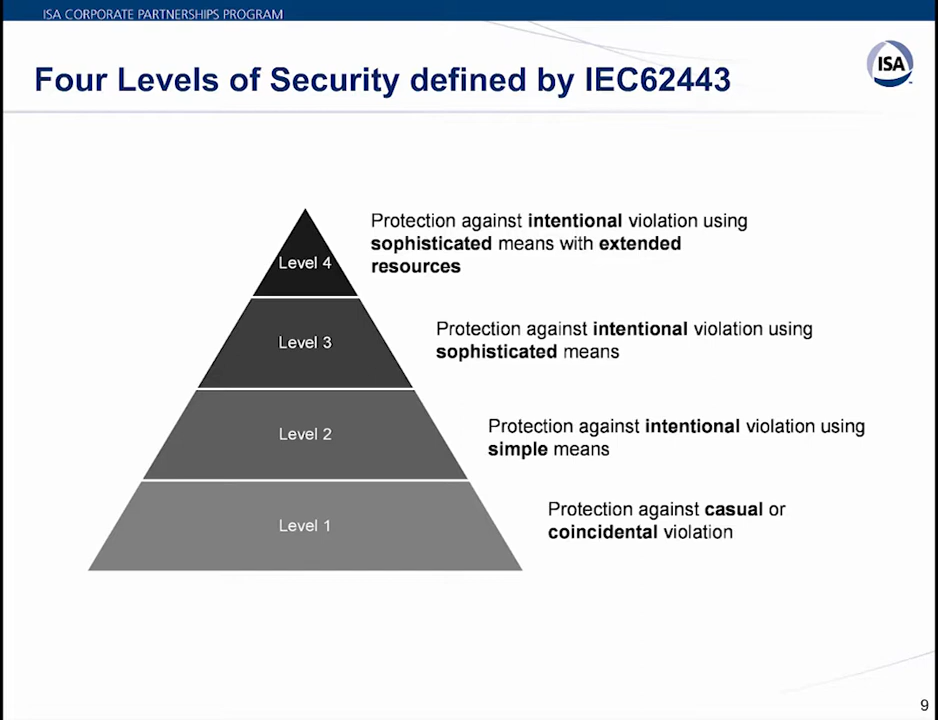 ISA CORPORATE PARTNERSHIPS PROGRAM
Four Levels of Security defined by IEC62443
ISA
Level 4
Protection against intentional violation using
sophisticated means with extended
resources
Level 3
Protection against intentional violation using
sophisticated means
Level 2
Protection against intentional violation using
simple means
Level 1
Protection against casual or
coincidental violation
9